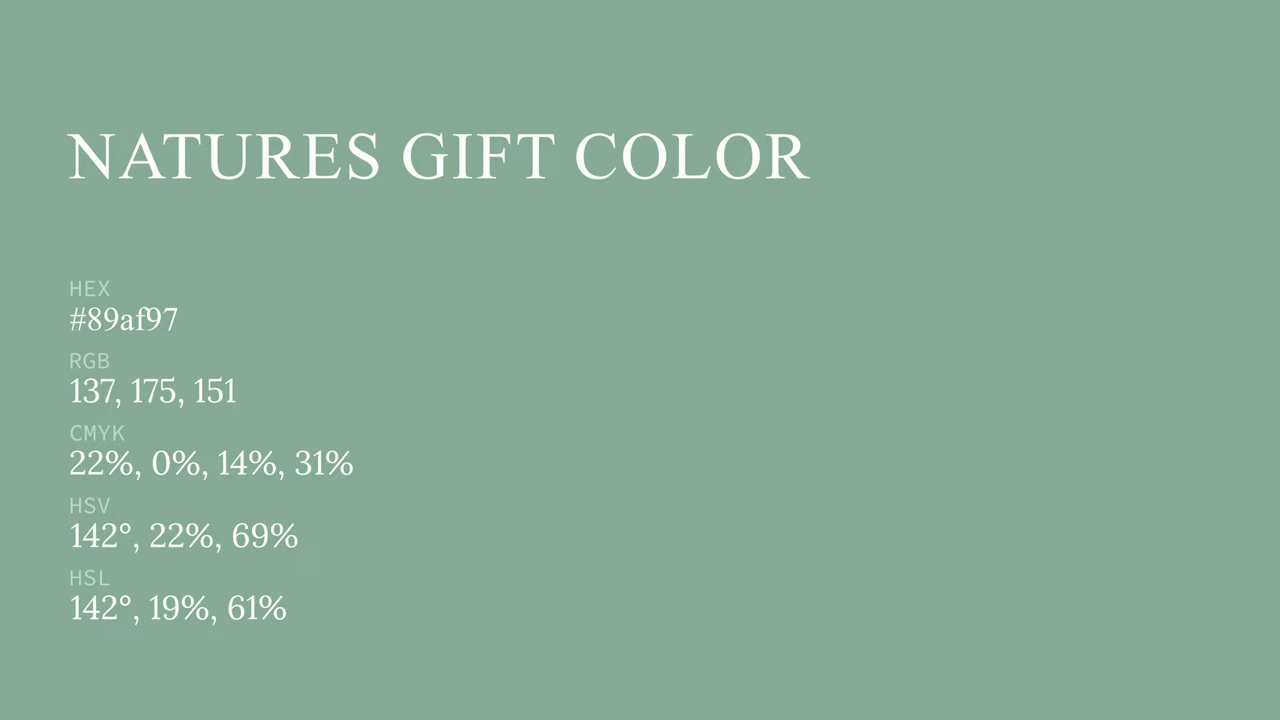 NATURES GIFT COLOR
HEX
#89af97
RGB
137, 175, 151
CMYK
22%, 0%, 14%, 31%
HSV
142°, 22%, 69%
HSL
142°, 19%, 61%